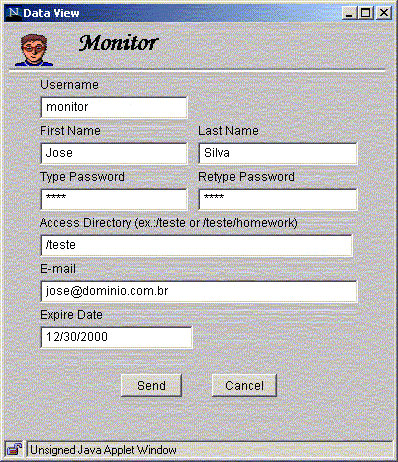 Data View
Monitor
Username
monitor
First Name Last Name
Jose Silva
Type Password Retype Password
**** ****
Access Directory (ex.:/teste or /teste/homework)
/teste
E-mail
jose@dominio.com.br
Expire Date
12/30/2000
Send Cancel
Unsigned Java Applet Window